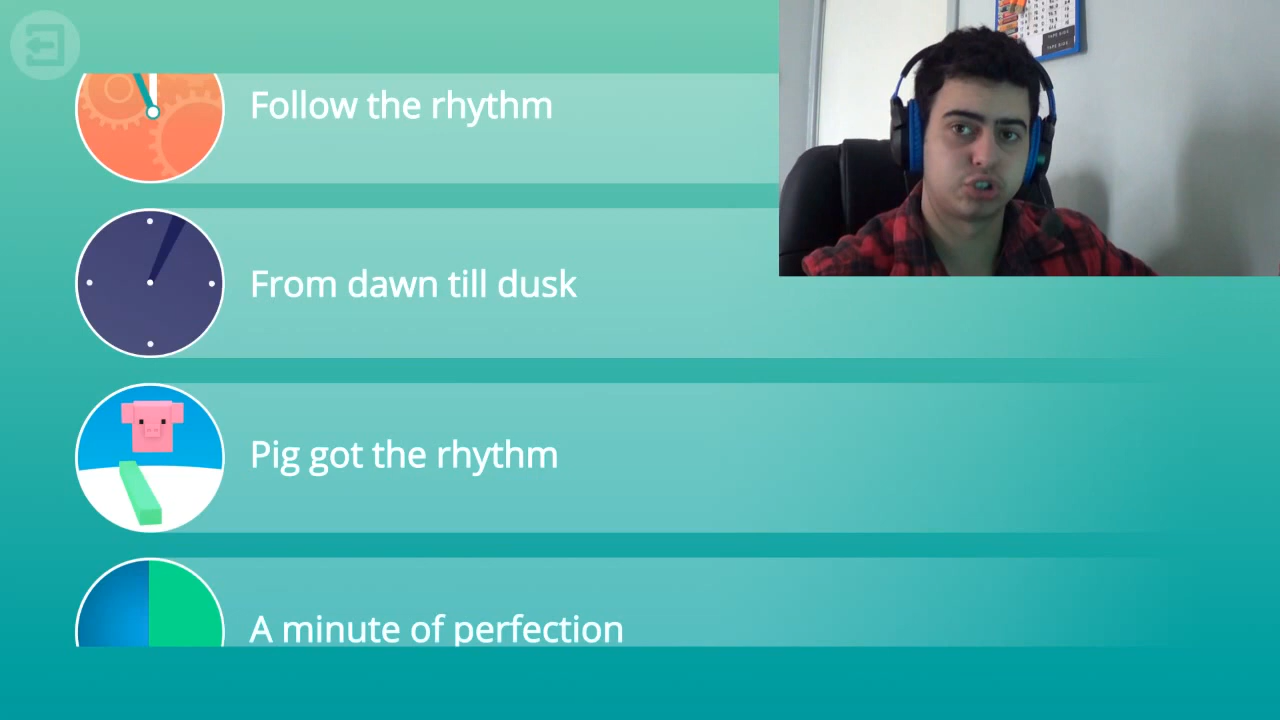 Follow the rhythm
From dawn till dusk
Pig got the rhythm
A minute of perfection